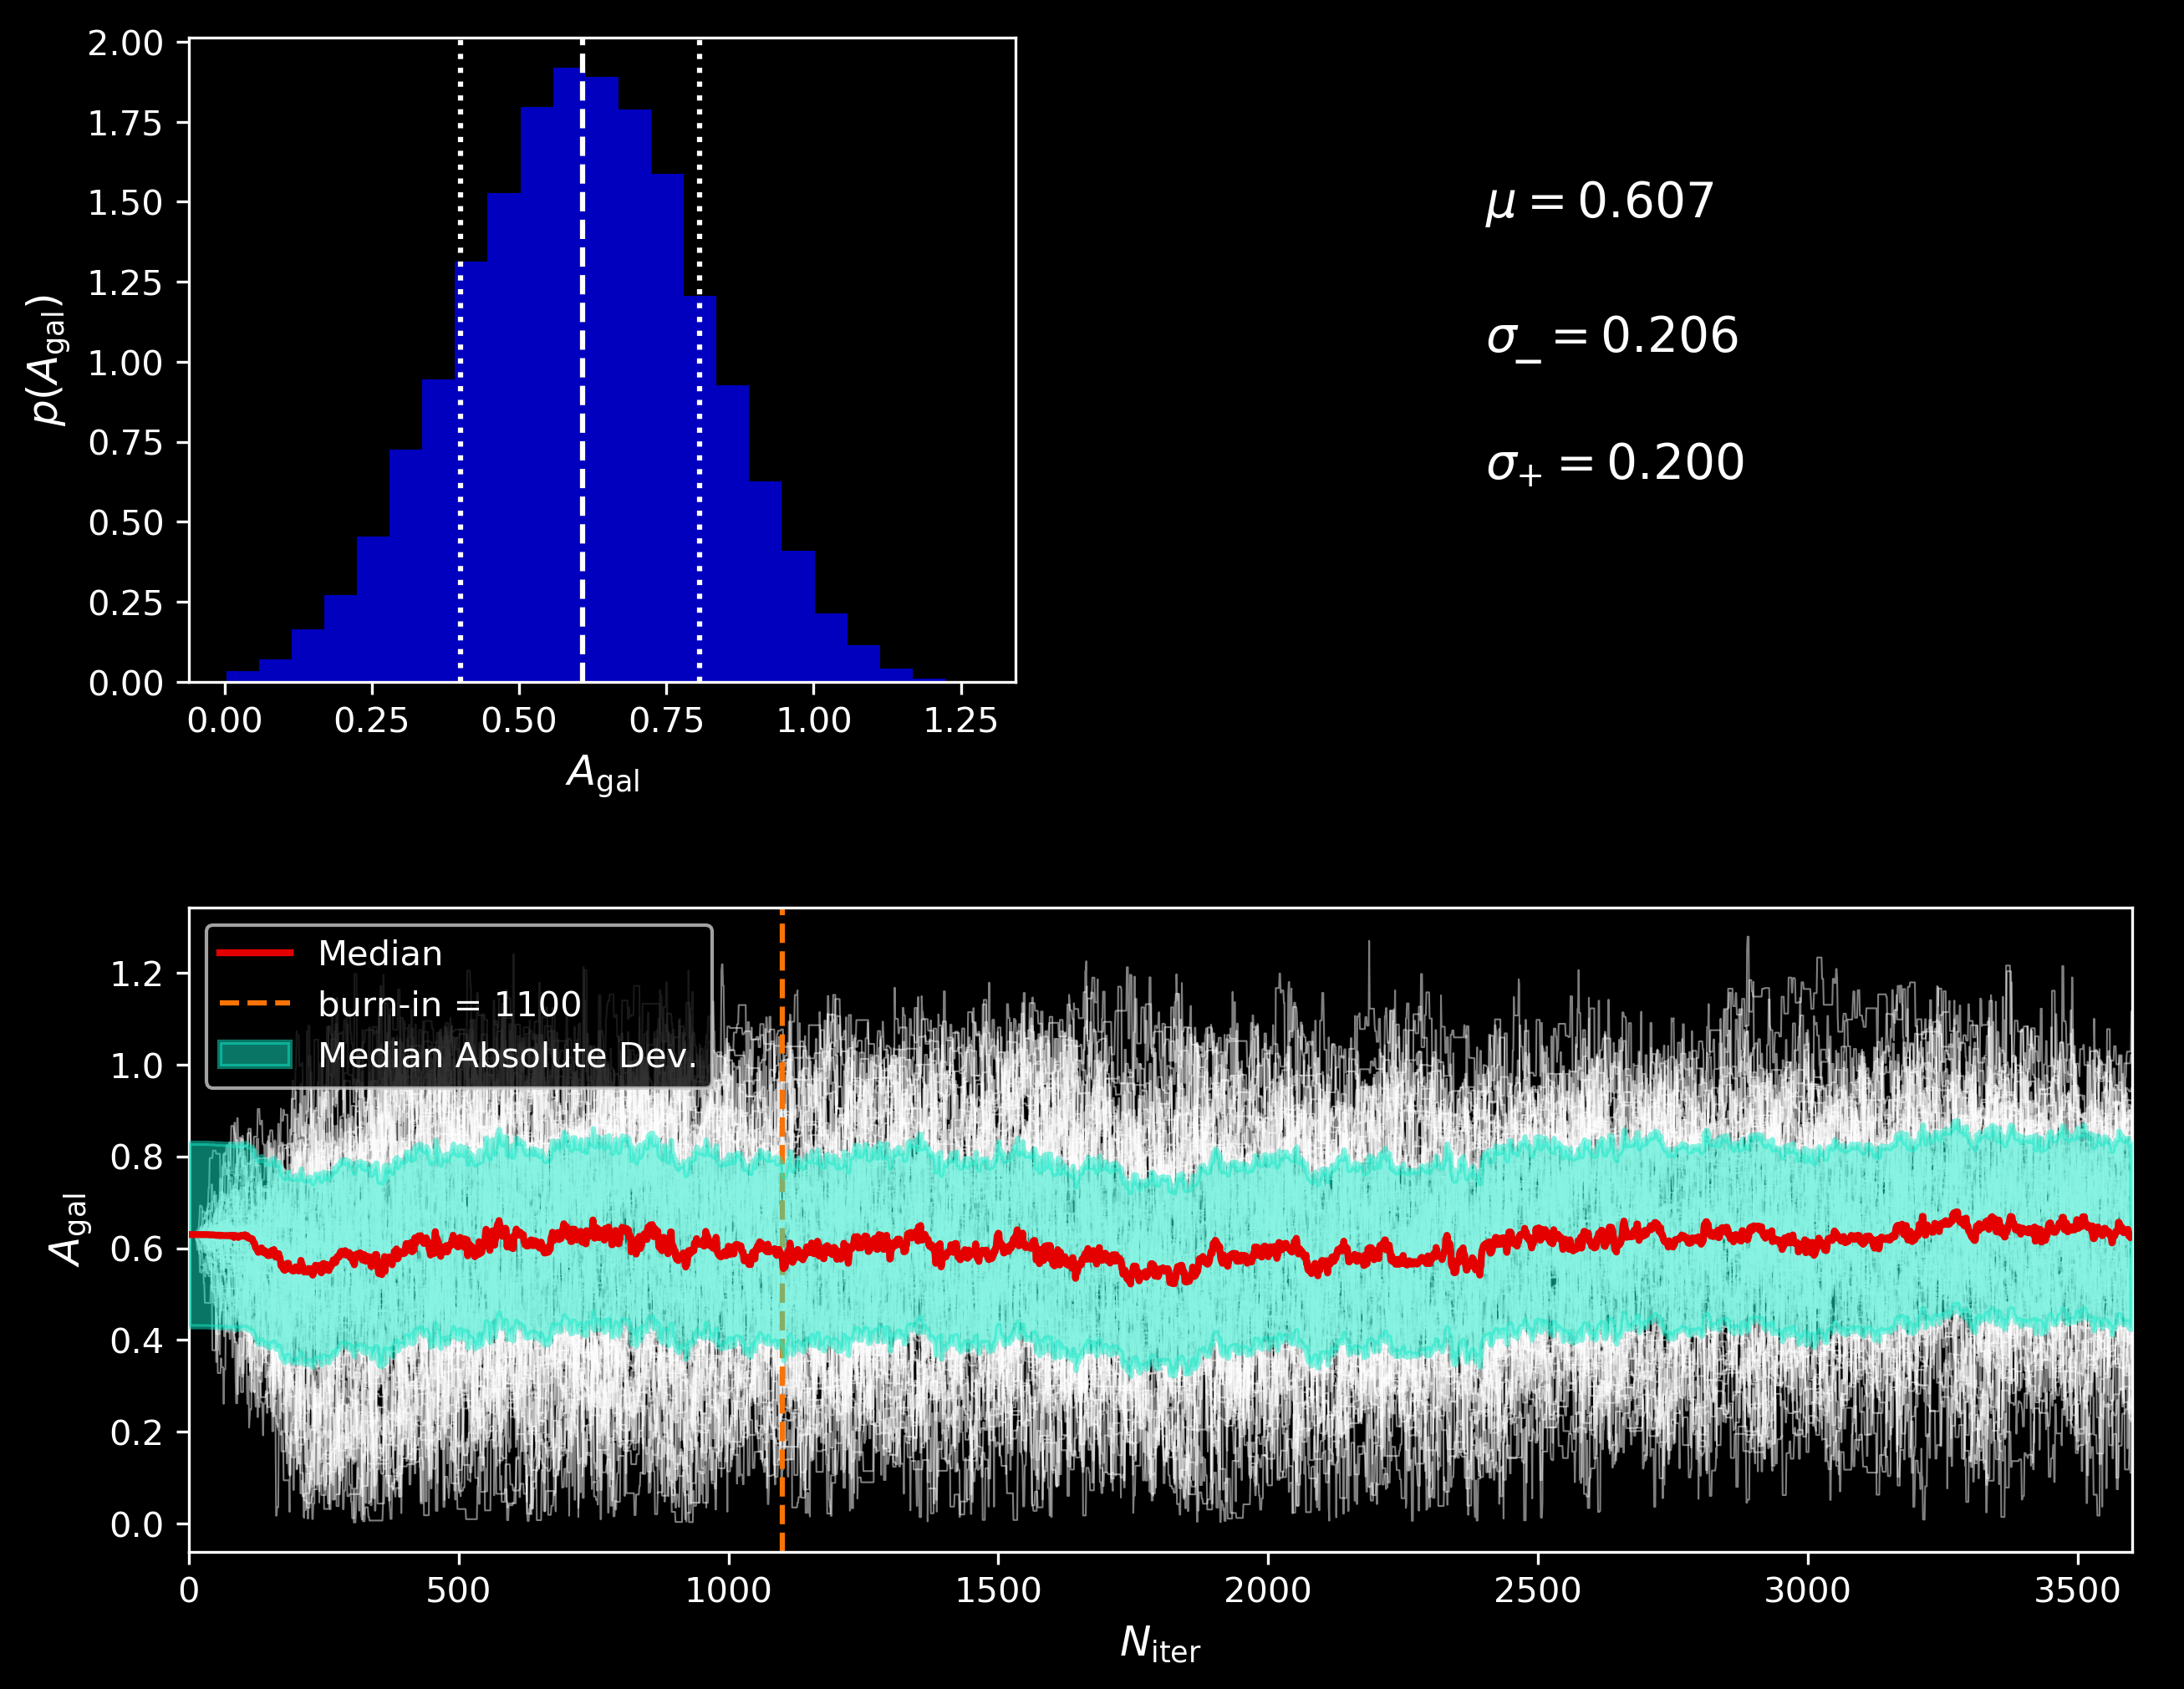 2.00
1.75
1.50
1.25
1.00
0.75
0.50
0.25
0.00
p(A_gal)
0.00 0.25 0.50 0.75 1.00 1.25
A_gal
μ = 0.607
σ_− = 0.206
σ_+ = 0.200
Median
burn-in = 1100
Median Absolute Dev.
1.2
1.0
0.8
0.6
0.4
0.2
0.0
A_gal
0 500 1000 1500 2000 2500 3000 3500
N_iter